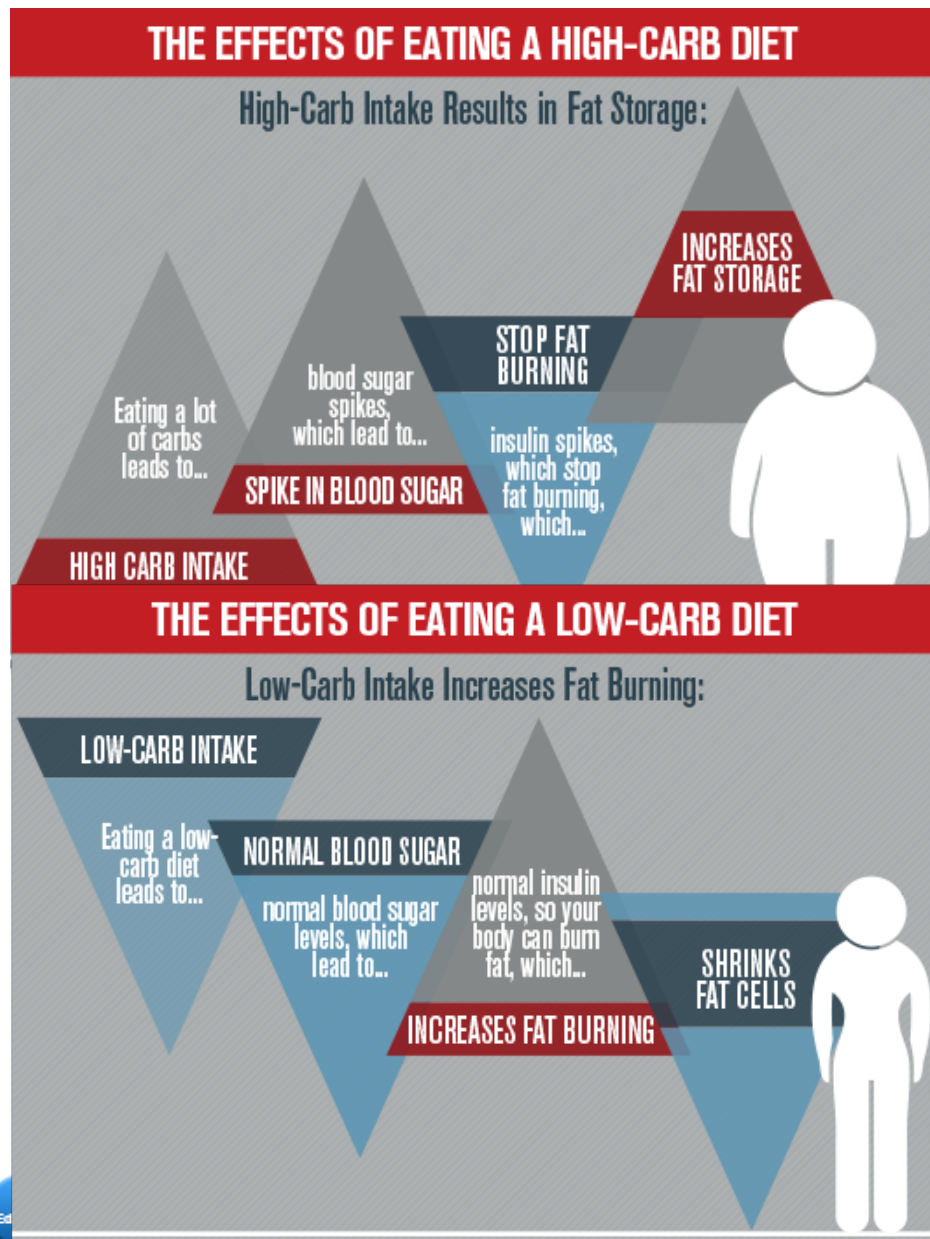 THE EFFECTS OF EATING A HIGH-CARB DIET
High-Carb Intake Results in Fat Storage:
Eating a lot
of carbs
leads to...
HIGH CARB INTAKE
blood sugar
spikes,
which lead to...
SPIKE IN BLOOD SUGAR
STOP FAT
BURNING
insulin spikes,
which stop
fat burning,
which...
INCREASES
FAT STORAGE
THE EFFECTS OF EATING A LOW-CARB DIET
Low-Carb Intake Increases Fat Burning:
LOW-CARB INTAKE
Eating a low-
carb diet
leads to...
NORMAL BLOOD SUGAR
normal blood sugar
levels, which
lead to...
normal insulin
levels, so your
body can burn
fat, which...
INCREASES FAT BURNING
SHRINKS
FAT CELLS
Ed